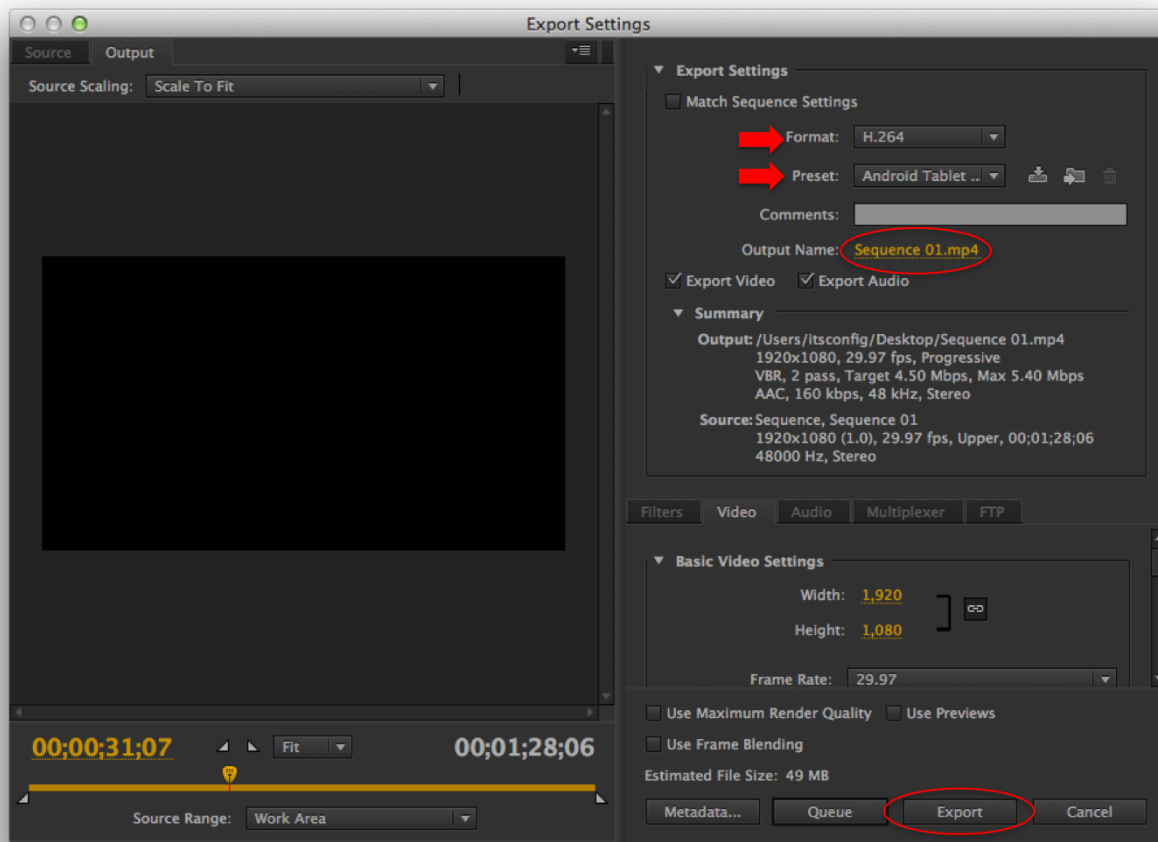 Export Settings
Source Output
Source Scaling: Scale To Fit
00;00;31;07 Fit 00;01;28;06
Source Range: Work Area
Export Settings
Match Sequence Settings
Format: H.264
Preset: Android Tablet ...
Comments:
Output Name: Sequence 01.mp4
Export Video Export Audio
Summary
Output: /Users/itsconfig/Desktop/Sequence 01.mp4
1920x1080, 29.97 fps, Progressive
VBR, 2 pass, Target 4.50 Mbps, Max 5.40 Mbps
AAC, 160 kbps, 48 kHz, Stereo
Source: Sequence, Sequence 01
1920x1080 (1.0), 29.97 fps, Upper, 00;01;28;06
48000 Hz, Stereo
Filters Video Audio Multiplexer FTP
Basic Video Settings
Width: 1,920
Height: 1,080
Frame Rate: 29.97
Use Maximum Render Quality Use Previews
Use Frame Blending
Estimated File Size: 49 MB
Metadata... Queue Export Cancel